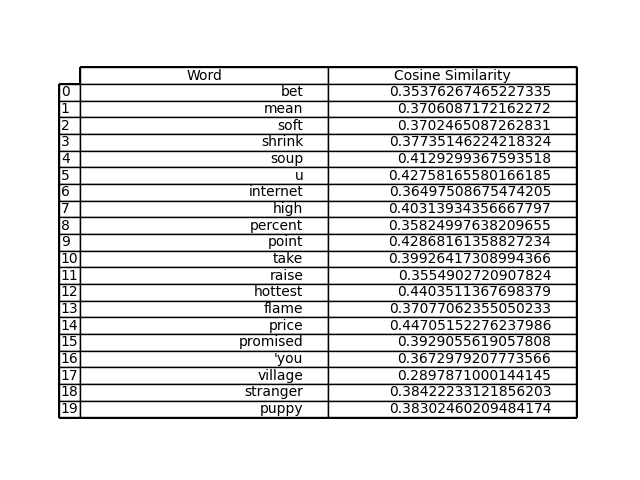 Word Cosine Similarity
0 bet 0.35376267465227335
1 mean 0.3706087172162272
2 soft 0.3702465087262831
3 shrink 0.37735146224218324
4 soup 0.4129299367593518
5 u 0.42758165580166185
6 internet 0.36497508675474205
7 high 0.40313934356667797
8 percent 0.35824997638209655
9 point 0.42868161358827234
10 take 0.39926417308994366
11 raise 0.3554902720907824
12 hottest 0.4403511367698379
13 flame 0.37077062355050233
14 price 0.44705152276237986
15 promised 0.3929055619057808
16 'you 0.3672979207773566
17 village 0.2897871000144145
18 stranger 0.38422233121856203
19 puppy 0.38302460209484174